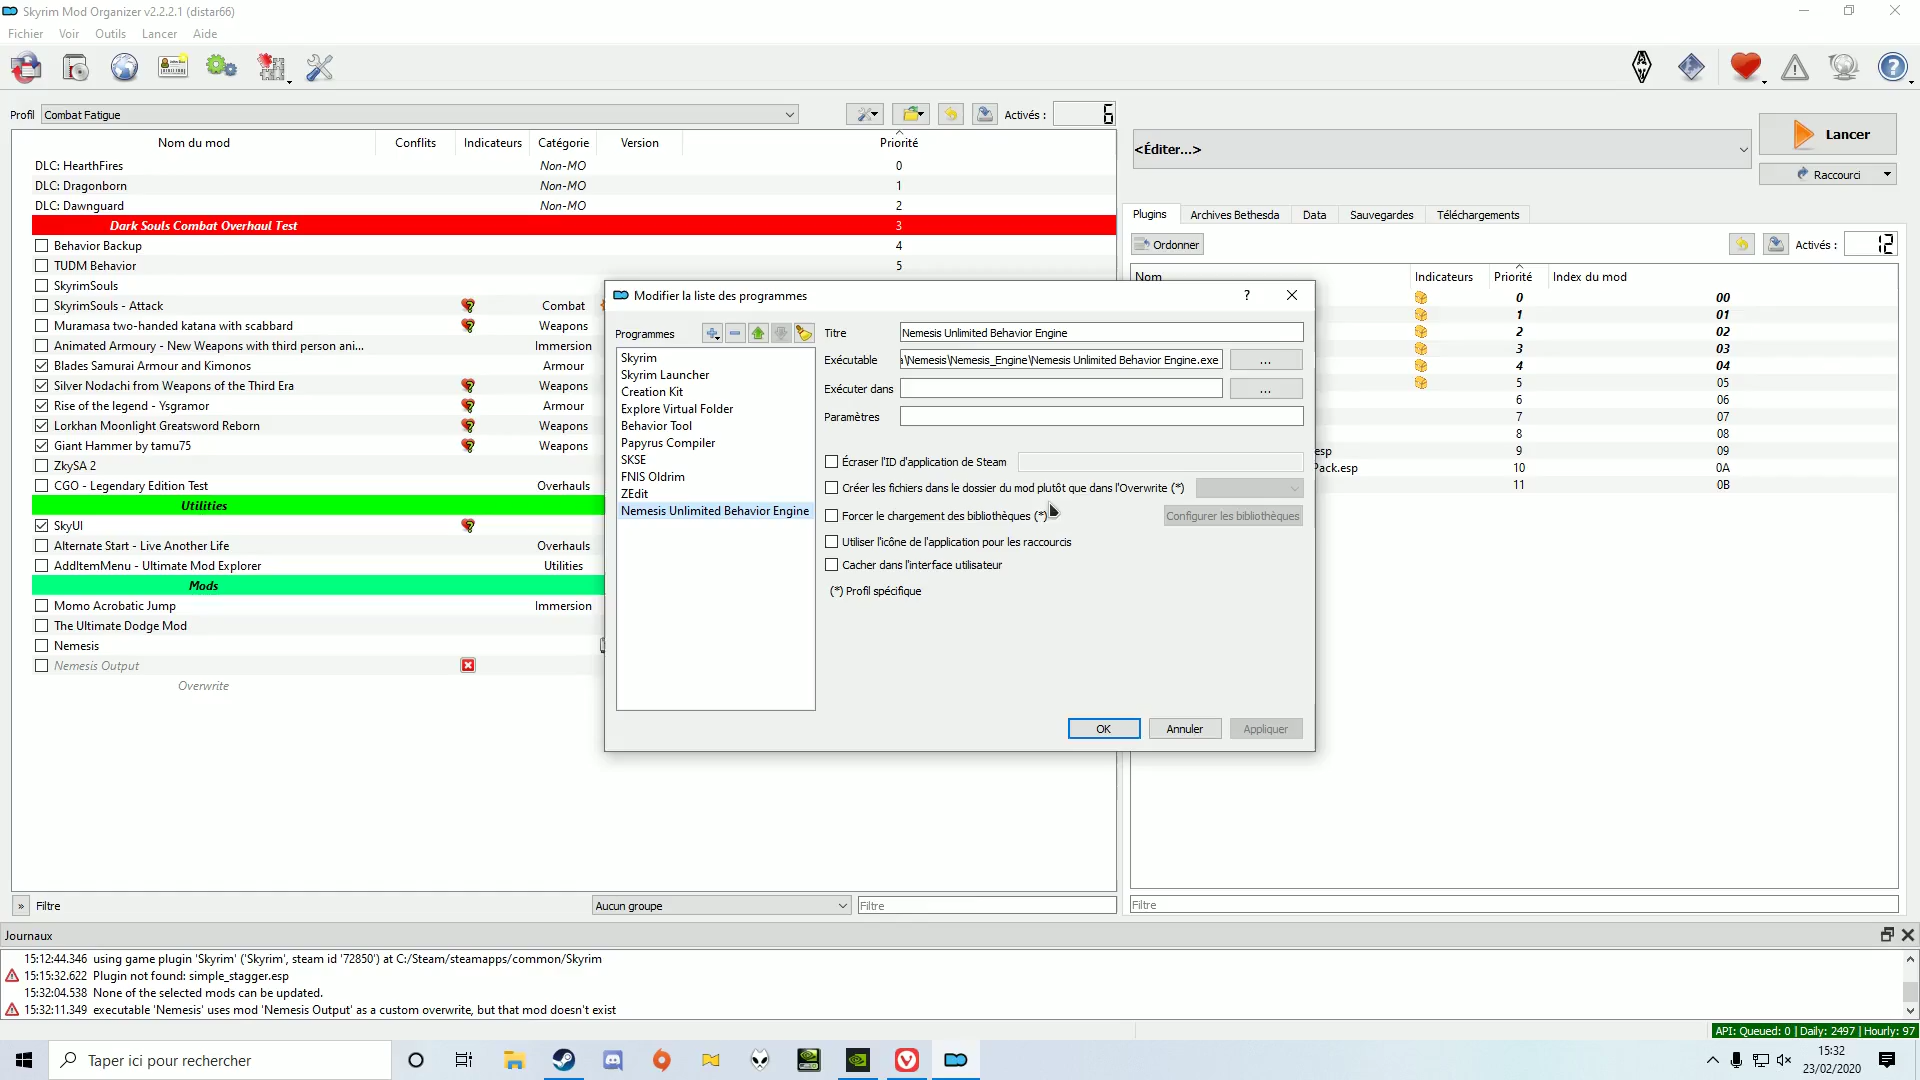 Skyrim Mod Organizer v2.2.2.1 (distar66)
Fichier Voir Outils Lancer Aide
Profil Combat Fatigue Activés : 6
Nom du mod Conflits Indicateurs Catégorie Version Priorité
DLC: HearthFires Non-MO 0
DLC: Dragonborn Non-MO 1
DLC: Dawnguard Non-MO 2
Dark Souls Combat Overhaul Test 3
Behavior Backup 4
TUDM Behavior 5
SkyrimSouls
SkyrimSouls - Attack Combat
Muramasa two-handed katana with scabbard Weapons
Animated Armoury - New Weapons with third person ani... Immersion
Blades Samurai Armour and Kimonos Armour
Silver Nodachi from Weapons of the Third Era Weapons
Rise of the legend - Ysgramor Armour
Lorkhan Moonlight Greatsword Reborn Weapons
Giant Hammer by tamu75 Weapons
ZkySA 2
CGO - Legendary Edition Test Overhauls
Utilities
SkyUI
Alternate Start - Live Another Life Overhauls
AddItemMenu - Ultimate Mod Explorer Utilities
Mods
Momo Acrobatic Jump Immersion
The Ultimate Dodge Mod
Nemesis
Nemesis Output
Overwrite
» Filtre Aucun groupe Filtre
<Éditer...>
Lancer
Raccourci
Plugins Archives Bethesda Data Sauvegardes Téléchargements
Ordonner Activés : 12
Nom Indicateurs Priorité Index du mod
0 00
1 01
2 02
3 03
4 04
5 05
6 06
7 07
8 08
esp 9 09
Pack.esp 10 0A
11 0B
Filtre
Modifier la liste des programmes ?
Programmes
Skyrim
Skyrim Launcher
Creation Kit
Explore Virtual Folder
Behavior Tool
Papyrus Compiler
SKSE
FNIS Oldrim
ZEdit
Nemesis Unlimited Behavior Engine
Titre Nemesis Unlimited Behavior Engine
Exécutable \Nemesis\Nemesis_Engine\Nemesis Unlimited Behavior Engine.exe ...
Exécuter dans ...
Paramètres
Écraser l'ID d'application de Steam
Créer les fichiers dans le dossier du mod plutôt que dans l'Overwrite (*)
Forcer le chargement des bibliothèques (*) Configurer les bibliothèques
Utiliser l'icône de l'application pour les raccourcis
Cacher dans l'interface utilisateur
(*) Profil spécifique
OK Annuler Appliquer
Journaux
15:12:44.346 using game plugin 'Skyrim' ('Skyrim', steam id '72850') at C:/Steam/steamapps/common/Skyrim
15:15:32.622 Plugin not found: simple_stagger.esp
15:32:04.538 None of the selected mods can be updated.
15:32:11.349 executable 'Nemesis' uses mod 'Nemesis Output' as a custom overwrite, but that mod doesn't exist
API: Queued: 0 | Daily: 2497 | Hourly: 97
Taper ici pour rechercher
15:32
23/02/2020